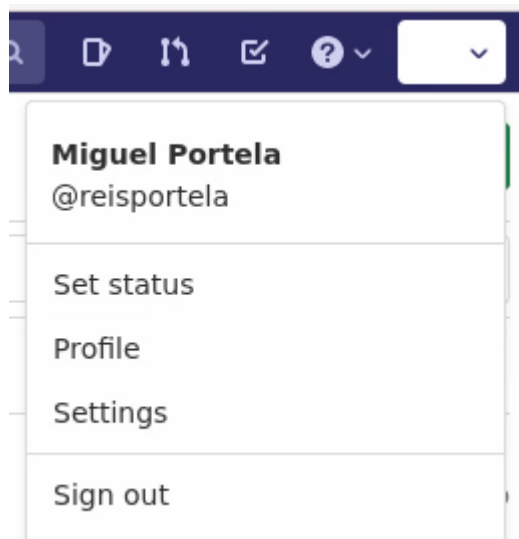 Miguel Portela
@reisportela
Set status
Profile
Settings
Sign out